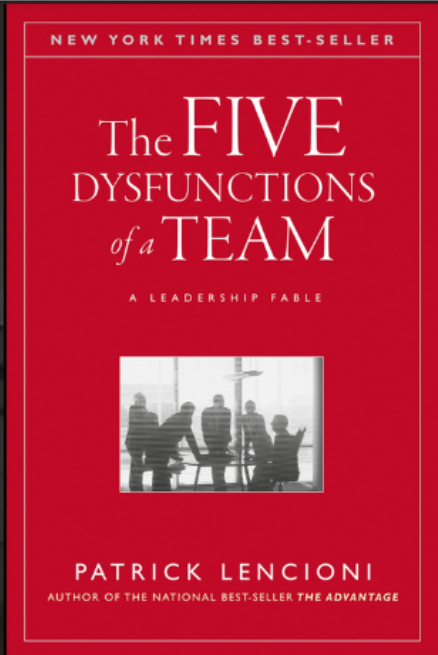 NEW YORK TIMES BEST-SELLER
The FIVE
DYSFUNCTIONS
of a TEAM
A LEADERSHIP FABLE
PATRICK LENCIONI
AUTHOR OF THE NATIONAL BEST-SELLER THE ADVANTAGE